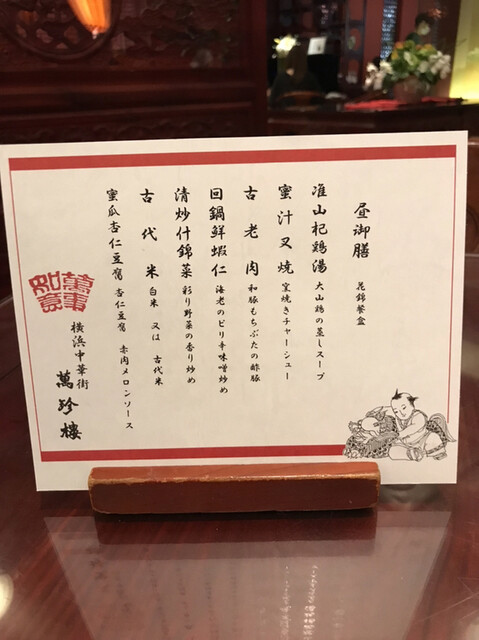 昼御膳 花錦餐盒
准山杞鶏湯 大山鶏の蒸しスープ
蜜汁叉焼 窯焼きチャーシュー
古老肉 和豚もちぶたの酢豚
回鍋鮮蝦仁 海老のピリ辛味噌炒め
清炒什錦菜 彩り野菜の香り炒め
古代米 白米 又は 古代米
蜜瓜杏仁豆腐 杏仁豆腐 赤肉メロンソース
萬事
如意
横浜中華街
萬珍樓